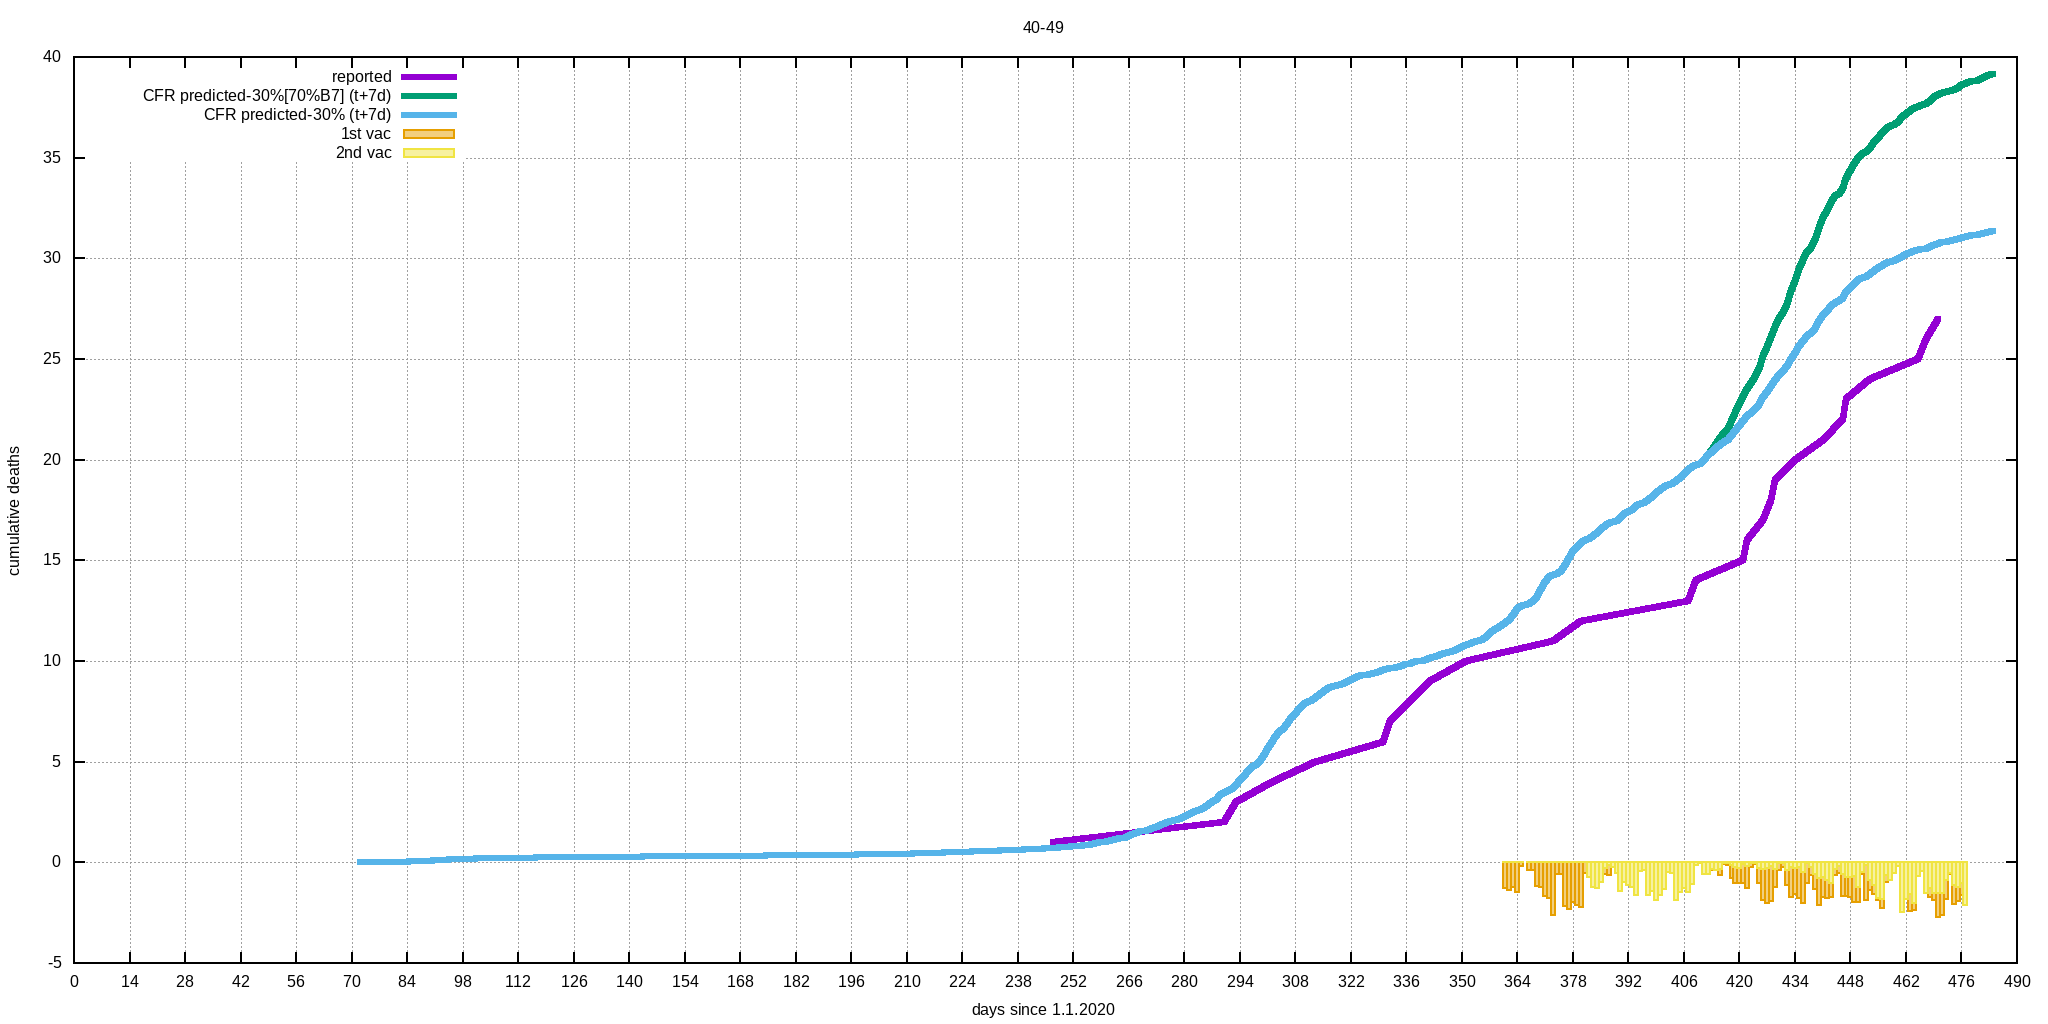 40-49
reported
CFR predicted-30%[70%B7] (t+7d)
CFR predicted-30% (t+7d)
1st vac
2nd vac
40
35
30
25
20
15
10
5
0
-5
cumulative deaths
0 14 28 42 56 70 84 98 112 126 140 154 168 182 196 210 224 238 252 266 280 294 308 322 336 350 364 378 392 406 420 434 448 462 476 490
days since 1.1.2020